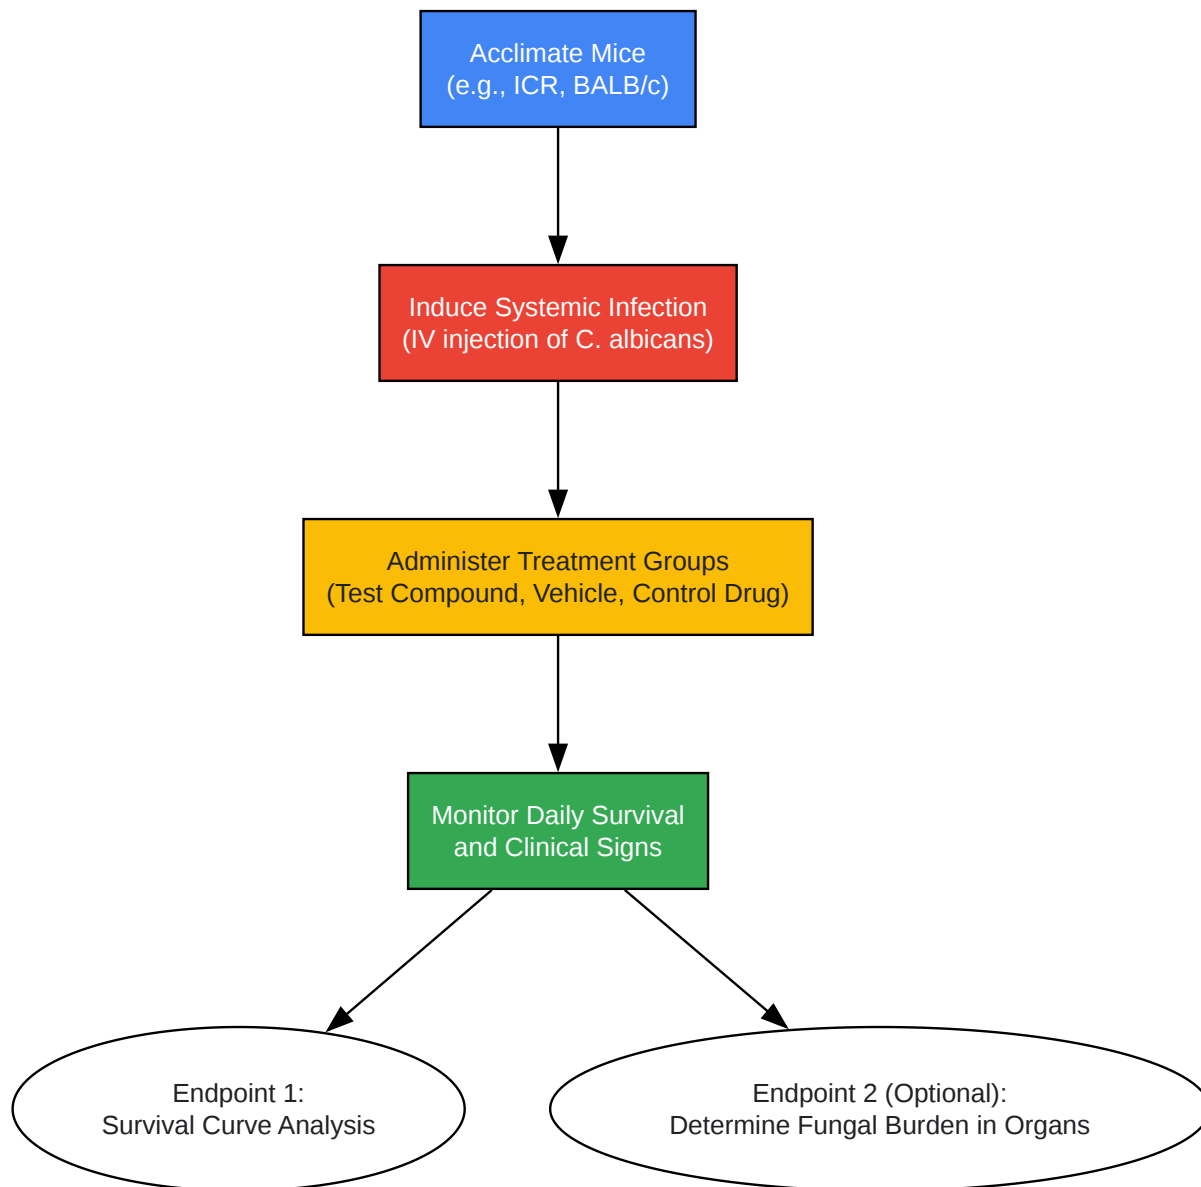 Acclimate Mice
(e.g., ICR, BALB/c)
Induce Systemic Infection
(IV injection of C. albicans)
Administer Treatment Groups
(Test Compound, Vehicle, Control Drug)
Monitor Daily Survival
and Clinical Signs
Endpoint 1:
Survival Curve Analysis
Endpoint 2 (Optional):
Determine Fungal Burden in Organs